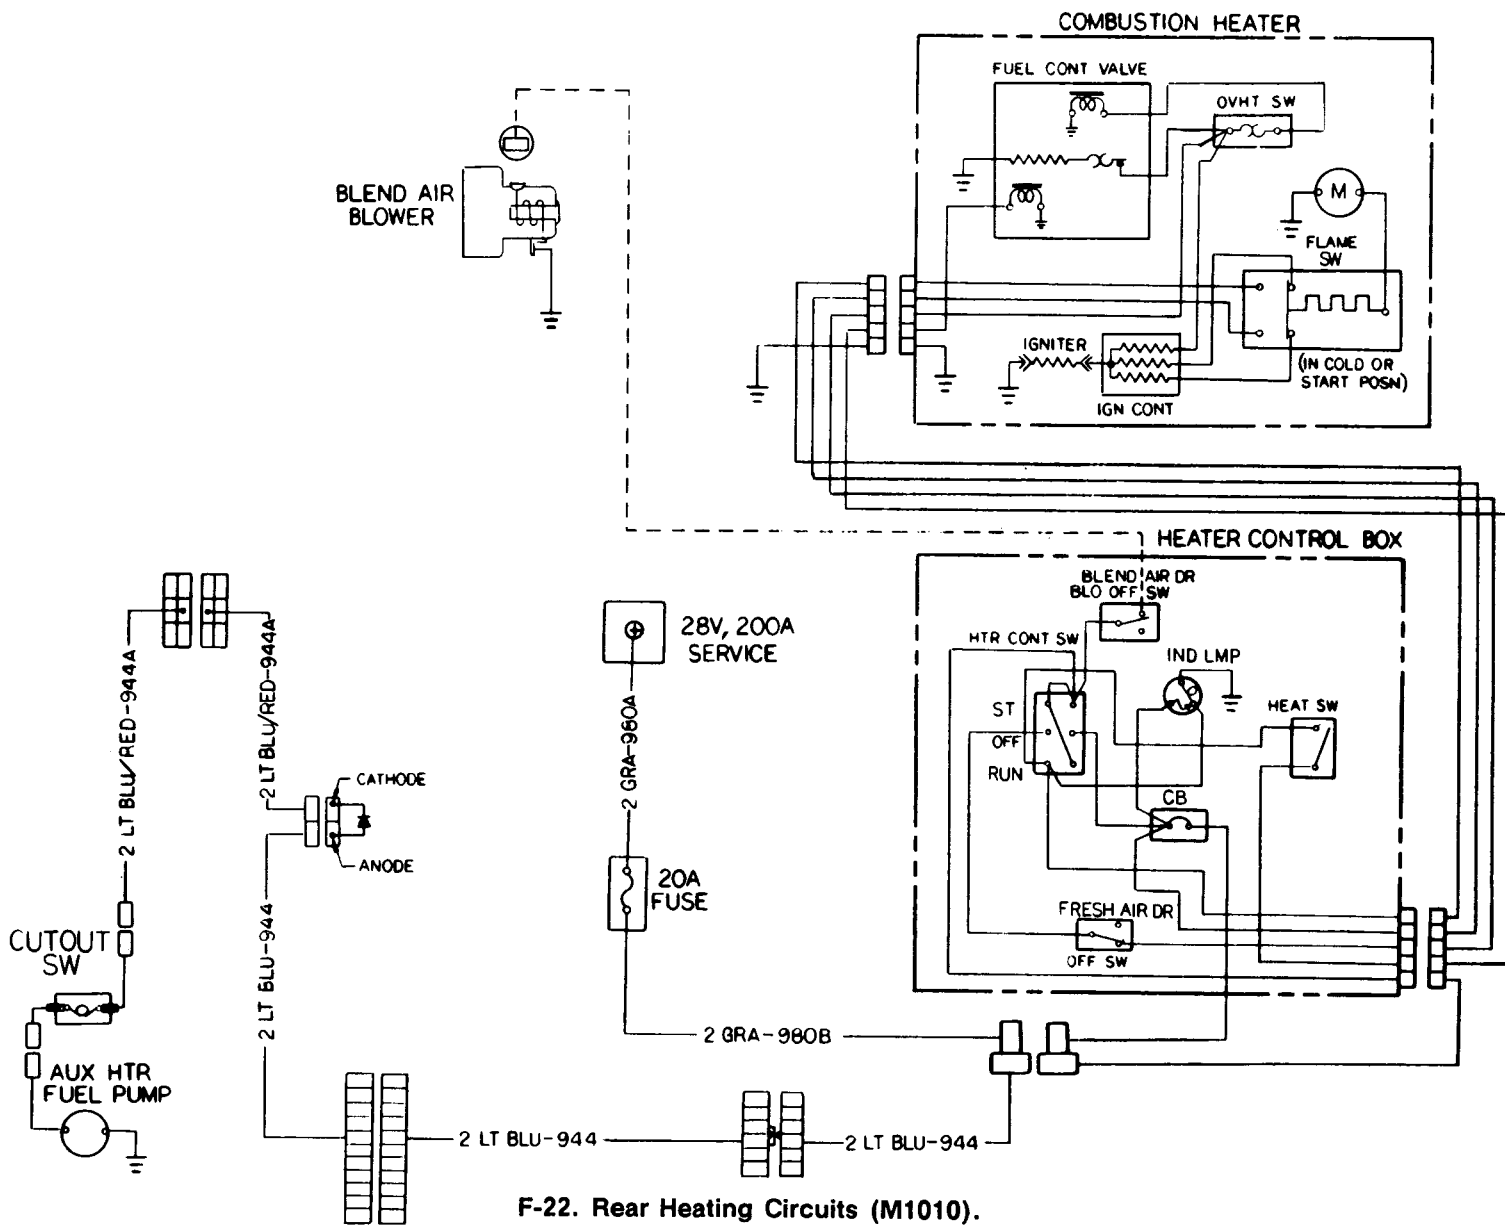 COMBUSTION HEATER
FUEL CONT VALVE
OVHT SW
BLEND AIR
BLOWER
M
FLAME
SW
IGNITER
(IN COLD OR
START POSN)
IGN CONT
HEATER CONTROL BOX
BLEND AIR DR
BLO OFF SW
28V, 200A
SERVICE
HTR CONT SW
IND LMP
HEAT SW
ST
OFF
RUN
2 LT BLU/RED-944A
2 LT BLU/RED-944A
2 GRA-980A
CATHODE
ANODE
CB
20A
FUSE
FRESH AIR DR
OFF SW
CUTOUT
SW
2 LT BLU-944
2 GRA-980B
AUX HTR
FUEL PUMP
2 LT BLU-944
2 LT BLU-944
F-22. Rear Heating Circuits (M1010).